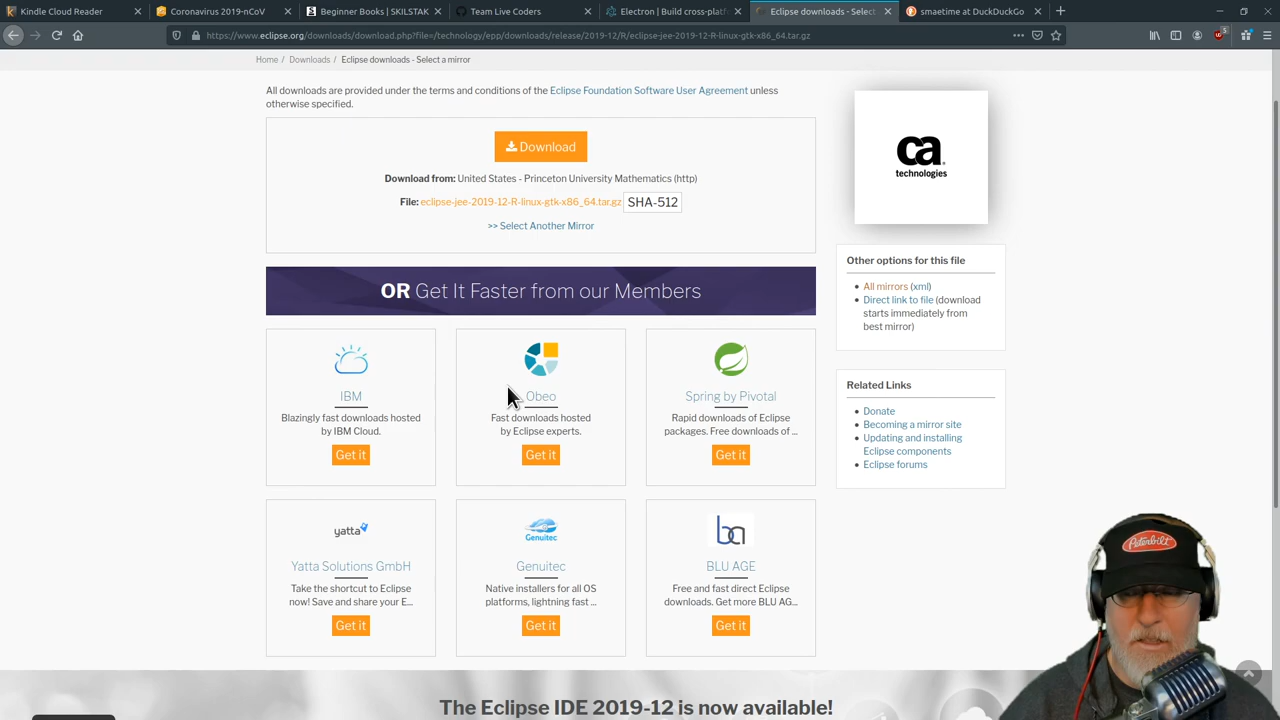 Kindle Cloud Reader
Coronavirus 2019-nCoV
Beginner Books | SKILSTAK
Team Live Coders
Electron | Build cross-platf
Eclipse downloads - Select
smaetime at DuckDuckGo
https://www.eclipse.org/downloads/download.php?file=/technology/epp/downloads/release/2019-12/R/eclipse-jee-2019-12-R-linux-gtk-x86_64.tar.gz
5
Home / Downloads / Eclipse downloads - Select a mirror
All downloads are provided under the terms and conditions of the Eclipse Foundation Software User Agreement unless
otherwise specified.
Download
Download from: United States - Princeton University Mathematics (http)
File: eclipse-jee-2019-12-R-linux-gtk-x86_64.tar.gz SHA-512
>> Select Another Mirror
ca
technologies
Other options for this file
All mirrors (xml)
Direct link to file (download
starts immediately from
best mirror)
Related Links
Donate
Becoming a mirror site
Updating and installing
Eclipse components
Eclipse forums
OR Get It Faster from our Members
IBM
Blazingly fast downloads hosted
by IBM Cloud.
Get it
Obeo
Fast downloads hosted
by Eclipse experts.
Get it
Spring by Pivotal
Rapid downloads of Eclipse
packages. Free downloads of ...
Get it
yatta
Yatta Solutions GmbH
Take the shortcut to Eclipse
now! Save and share your E...
Get it
Genuitec
Genuitec
Native installers for all OS
platforms, lightning fast ...
Get it
ba
BLU AGE
Free and fast direct Eclipse
downloads. Get more BLU AG...
Get it
The Eclipse IDE 2019-12 is now available!
Peterbilt